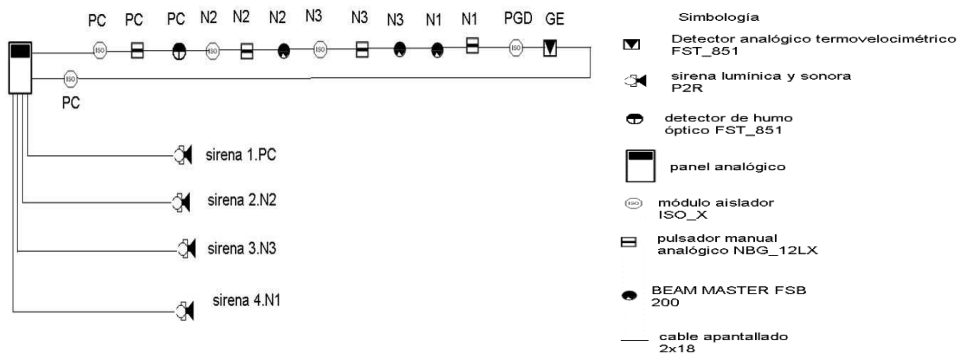 PC PC PC N2 N2 N2 N3 N3 N3 N1 N1 PGD GE
ISO ISO ISO ISO
ISO
PC
sirena 1.PC
sirena 2.N2
sirena 3.N3
sirena 4.N1
Simbología
Detector analógico termovelocimétrico
FST_851
sirena lumínica y sonora
P2R
detector de humo
óptico FST_851
panel analógico
ISO
módulo aislador
ISO_X
pulsador manual
analógico NBG_12LX
BEAM MASTER FSB
200
cable apantallado
2x18